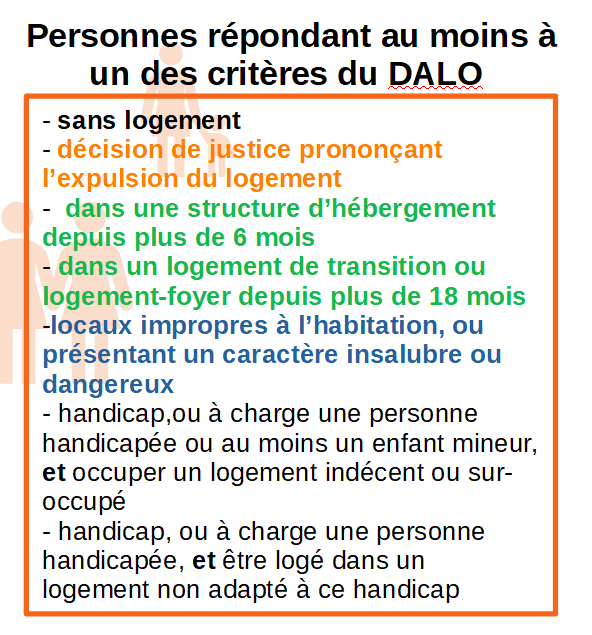 Personnes répondant au moins à
un des critères du DALO
- sans logement
- décision de justice prononçant
l’expulsion du logement
-  dans une structure d’hébergement
depuis plus de 6 mois
- dans un logement de transition ou
logement-foyer depuis plus de 18 mois
-locaux impropres à l’habitation, ou
présentant un caractère insalubre ou
dangereux
- handicap,ou à charge une personne
handicapée ou au moins un enfant mineur,
et occuper un logement indécent ou sur-
occupé
- handicap, ou à charge une personne
handicapée, et être logé dans un
logement non adapté à ce handicap